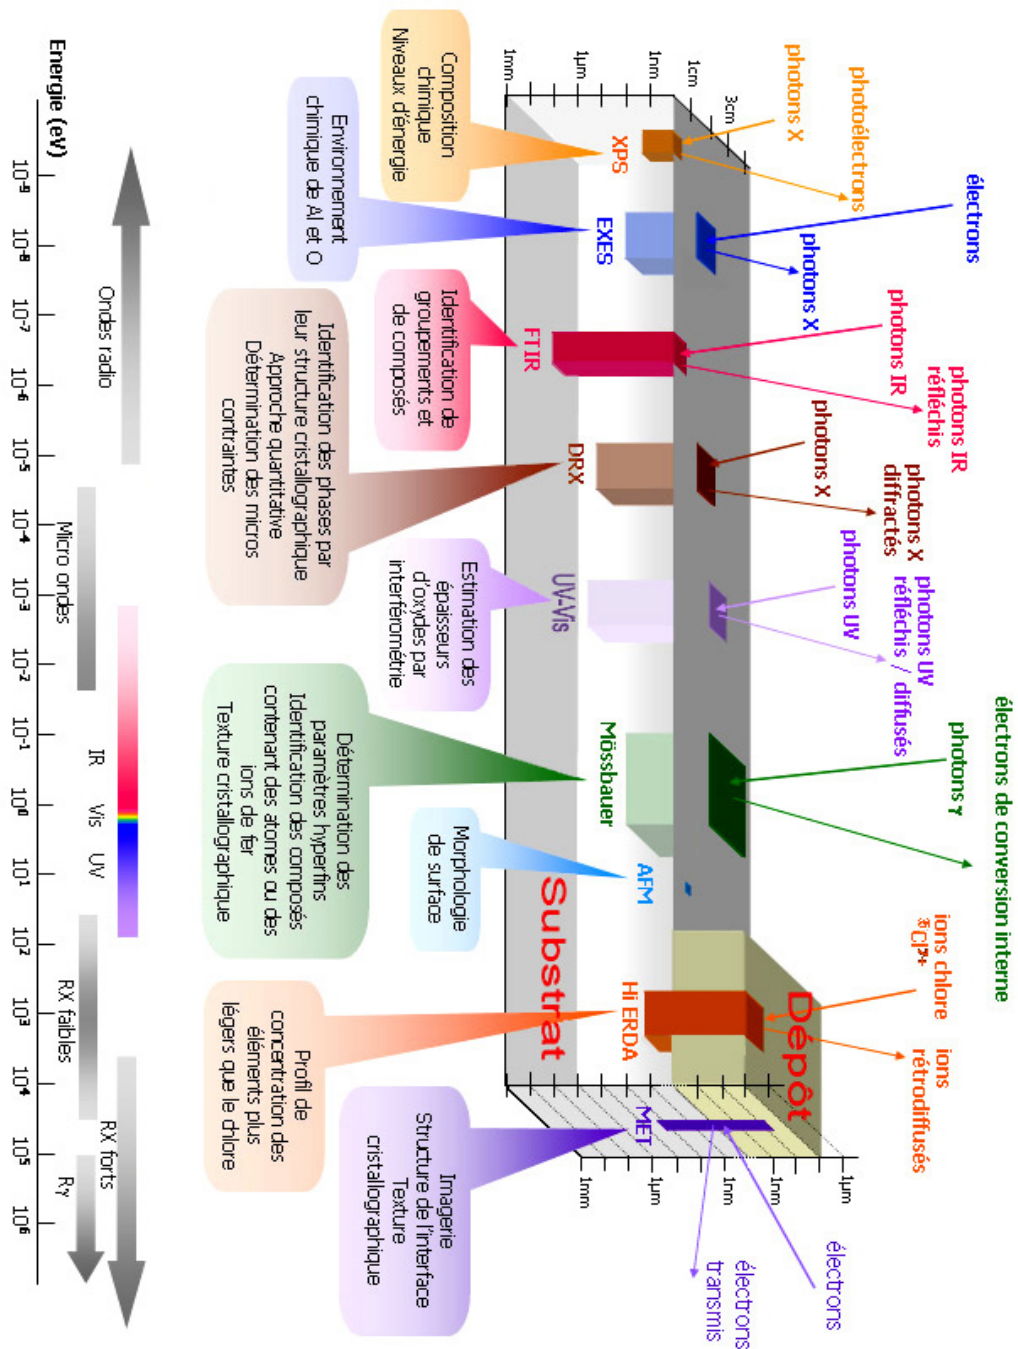 électrons de conversion interne
électrons
photons X
photoélectrons
photons X
photons IR
photons IR
réfléchis
photons X
photons X
diffractés
photons UV
photons UV
réfléchis / diffusés
photons γ
ions chlore
³⁵Cl⁷⁺
ions
rétrodiffusés
électrons
électrons
transmis
Dépôt
3cm
1cm
1nm
1µm
1mm
1µm
1nm
1nm
1µm
1mm
XPS
EXES
FTIR
DRX
UV-Vis
Mössbauer
AFM
Hi ERDA
MET
Substrat
Composition
chimique
Niveaux d'énergie
Environnement
chimique de Al et O
Identification de
groupements et
de composés
Identification des phases par
leur structure cristallographique
Approche quantitative
Détermination des micros
contraintes
Estimation des
épaisseurs
d'oxydes par
interférométrie
Détermination des
paramètres hyperfins
Identification des composés
contenant des atomes ou des
ions de fer
Texture cristallographique
Morphologie
de surface
Profil de
concentration des
éléments plus
légers que le chlore
Imagerie
Structure de l'interface
Texture
cristallographique
Ondes radio
Micro ondes
IR
Vis
UV
RX faibles
RX forts
Rγ
Energie (eV)
10⁻⁹
10⁻⁸
10⁻⁷
10⁻⁶
10⁻⁵
10⁻⁴
10⁻³
10⁻²
10⁻¹
10⁰
10¹
10²
10³
10⁴
10⁵
10⁶